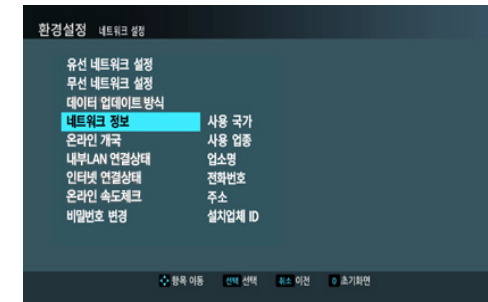 환경설정 네트워크 설정
유선 네트워크 설정
무선 네트워크 설정
데이터 업데이트 방식
네트워크 정보 사용 국가
온라인 개국 사용 업종
내부LAN 연결상태 업소명
인터넷 연결상태 전화번호
온라인 속도체크 주소
비밀번호 변경 설치업체 ID
항목 이동 선택 선택 취소 이전 0 초기화면